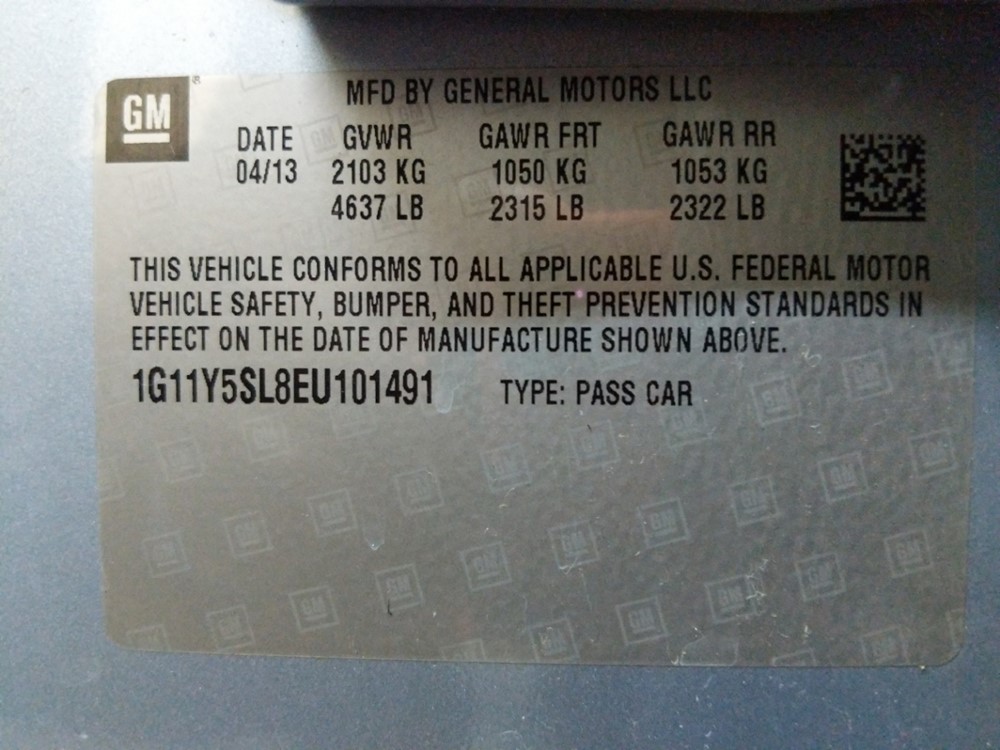 GM
MFD BY GENERAL MOTORS LLC
DATE GVWR GAWR FRT GAWR RR
04/13 2103 KG 1050 KG 1053 KG
4637 LB 2315 LB 2322 LB
THIS VEHICLE CONFORMS TO ALL APPLICABLE U.S. FEDERAL MOTOR
VEHICLE SAFETY, BUMPER, AND THEFT PREVENTION STANDARDS IN
EFFECT ON THE DATE OF MANUFACTURE SHOWN ABOVE.
1G11Y5SL8EU101491 TYPE: PASS CAR